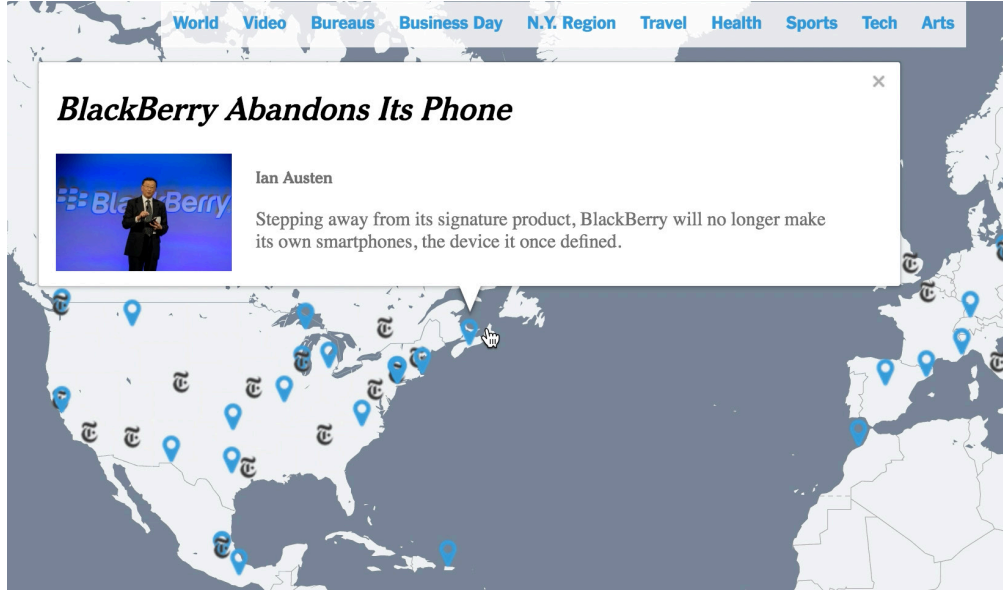 World Video Bureaus Business Day N.Y. Region Travel Health Sports Tech Arts
×
BlackBerry Abandons Its Phone
BlackBerry
Ian Austen
Stepping away from its signature product, BlackBerry will no longer make
its own smartphones, the device it once defined.